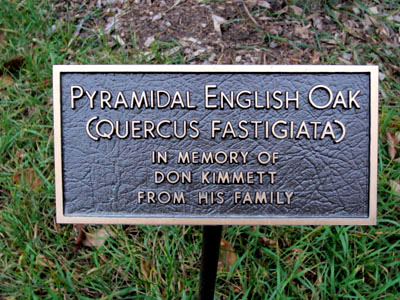 PYRAMIDAL ENGLISH OAK
(QUERCUS FASTIGIATA)
IN MEMORY OF
DON KIMMETT
FROM HIS FAMILY